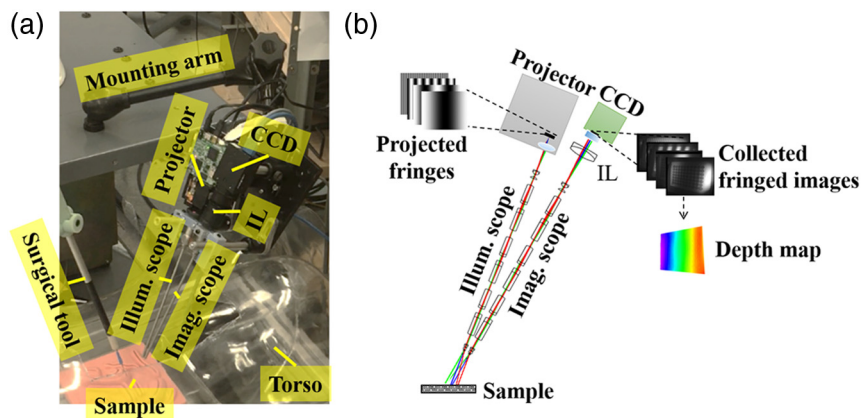 (a)
Mounting arm
Projector
CCD
IL
Surgical tool
Illum. scope
Imag. scope
Torso
Sample
(b)
Projector CCD
Projected
fringes
IL
Collected
fringed images
Illum. scope
Imag. scope
Depth map
Sample